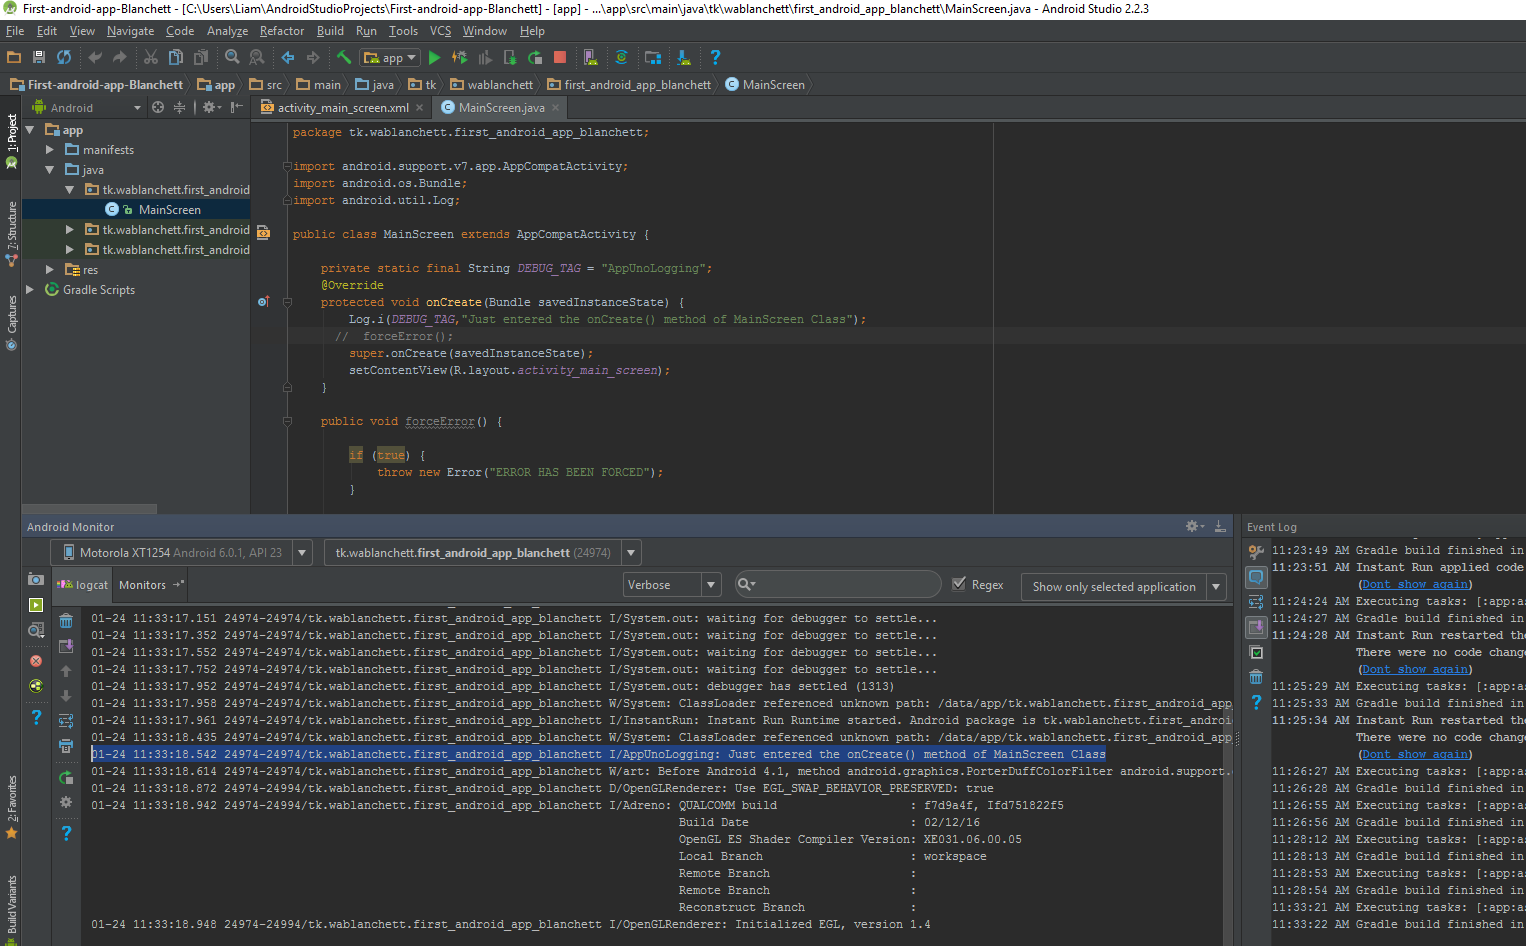 First-android-app-Blanchett - [C:\Users\Liam\AndroidStudioProjects\First-android-app-Blanchett] - [app] - ...\app\src\main\java\tk\wablanchett\first_android_app_blanchett\MainScreen.java - Android Studio 2.2.3
File Edit View Navigate Code Analyze Refactor Build Run Tools VCS Window Help
app
First-android-app-Blanchett app src main java tk wablanchett first_android_app_blanchett MainScreen
Android
activity_main_screen.xml MainScreen.java
1: Project
7: Structure
Captures
2: Favorites
Build Variants
app
manifests
java
tk.wablanchett.first_android
MainScreen
tk.wablanchett.first_android
tk.wablanchett.first_android
res
Gradle Scripts
package tk.wablanchett.first_android_app_blanchett;
import android.support.v7.app.AppCompatActivity;
import android.os.Bundle;
import android.util.Log;
public class MainScreen extends AppCompatActivity {
private static final String DEBUG_TAG = "AppUnoLogging";
@Override
protected void onCreate(Bundle savedInstanceState) {
Log.i(DEBUG_TAG,"Just entered the onCreate() method of MainScreen Class");
// forceError();
super.onCreate(savedInstanceState);
setContentView(R.layout.activity_main_screen);
}
public void forceError() {
if (true) {
throw new Error("ERROR HAS BEEN FORCED");
}
Android Monitor
Motorola XT1254 Android 6.0.1, API 23 tk.wablanchett.first_android_app_blanchett (24974)
logcat Monitors Verbose Regex Show only selected application
01-24 11:33:17.151 24974-24974/tk.wablanchett.first_android_app_blanchett I/System.out: waiting for debugger to settle...
01-24 11:33:17.352 24974-24974/tk.wablanchett.first_android_app_blanchett I/System.out: waiting for debugger to settle...
01-24 11:33:17.552 24974-24974/tk.wablanchett.first_android_app_blanchett I/System.out: waiting for debugger to settle...
01-24 11:33:17.752 24974-24974/tk.wablanchett.first_android_app_blanchett I/System.out: waiting for debugger to settle...
01-24 11:33:17.952 24974-24974/tk.wablanchett.first_android_app_blanchett I/System.out: debugger has settled (1313)
01-24 11:33:17.958 24974-24974/tk.wablanchett.first_android_app_blanchett W/System: ClassLoader referenced unknown path: /data/app/tk.wablanchett.first_android_app_
01-24 11:33:17.961 24974-24974/tk.wablanchett.first_android_app_blanchett I/InstantRun: Instant Run Runtime started. Android package is tk.wablanchett.first_androi
01-24 11:33:18.435 24974-24974/tk.wablanchett.first_android_app_blanchett W/System: ClassLoader referenced unknown path: /data/app/tk.wablanchett.first_android_app_
01-24 11:33:18.542 24974-24974/tk.wablanchett.first_android_app_blanchett I/AppUnoLogging: Just entered the onCreate() method of MainScreen Class
01-24 11:33:18.614 24974-24974/tk.wablanchett.first_android_app_blanchett W/art: Before Android 4.1, method android.graphics.PorterDuffColorFilter android.support.
01-24 11:33:18.872 24974-24994/tk.wablanchett.first_android_app_blanchett D/OpenGLRenderer: Use EGL_SWAP_BEHAVIOR_PRESERVED: true
01-24 11:33:18.942 24974-24994/tk.wablanchett.first_android_app_blanchett I/Adreno: QUALCOMM build : f7d9a4f, Ifd751822f5
Build Date : 02/12/16
OpenGL ES Shader Compiler Version: XE031.06.00.05
Local Branch : workspace
Remote Branch :
Remote Branch :
Reconstruct Branch :
01-24 11:33:18.948 24974-24994/tk.wablanchett.first_android_app_blanchett I/OpenGLRenderer: Initialized EGL, version 1.4
Event Log
11:23:49 AM Gradle build finished in
11:23:51 AM Instant Run applied code
(Dont show again)
11:24:24 AM Executing tasks: [:app:a
11:24:27 AM Gradle build finished in
11:24:28 AM Instant Run restarted the
There were no code change
(Dont show again)
11:25:29 AM Executing tasks: [:app:as
11:25:33 AM Gradle build finished in
11:25:34 AM Instant Run restarted the
There were no code change
(Dont show again)
11:26:27 AM Executing tasks: [:app:as
11:26:28 AM Gradle build finished in
11:26:55 AM Executing tasks: [:app:as
11:26:56 AM Gradle build finished in
11:28:12 AM Executing tasks: [:app:as
11:28:13 AM Gradle build finished in
11:28:53 AM Executing tasks: [:app:as
11:28:54 AM Gradle build finished in
11:33:21 AM Executing tasks: [:app:as
11:33:22 AM Gradle build finished in